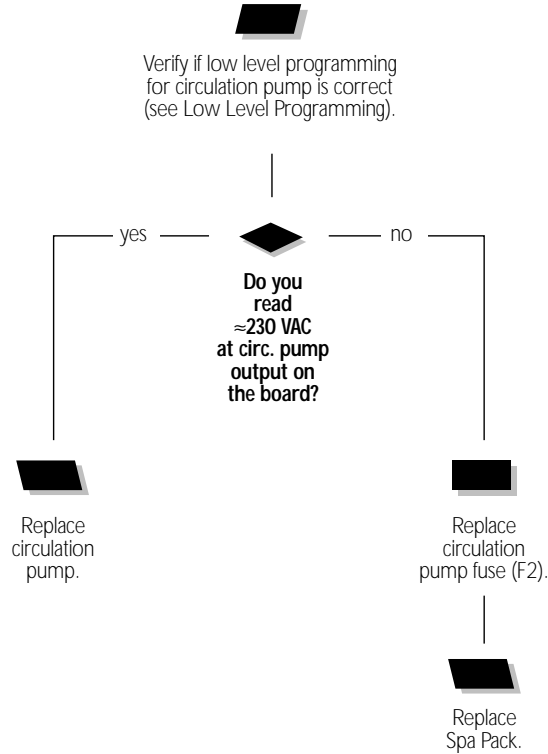 Verify if low level programming
for circulation pump is correct
(see Low Level Programming).
yes
no
Do you
read
≈230 VAC
at circ. pump
output on
the board?
Replace
circulation
pump.
Replace
circulation
pump fuse (F2).
Replace
Spa Pack.